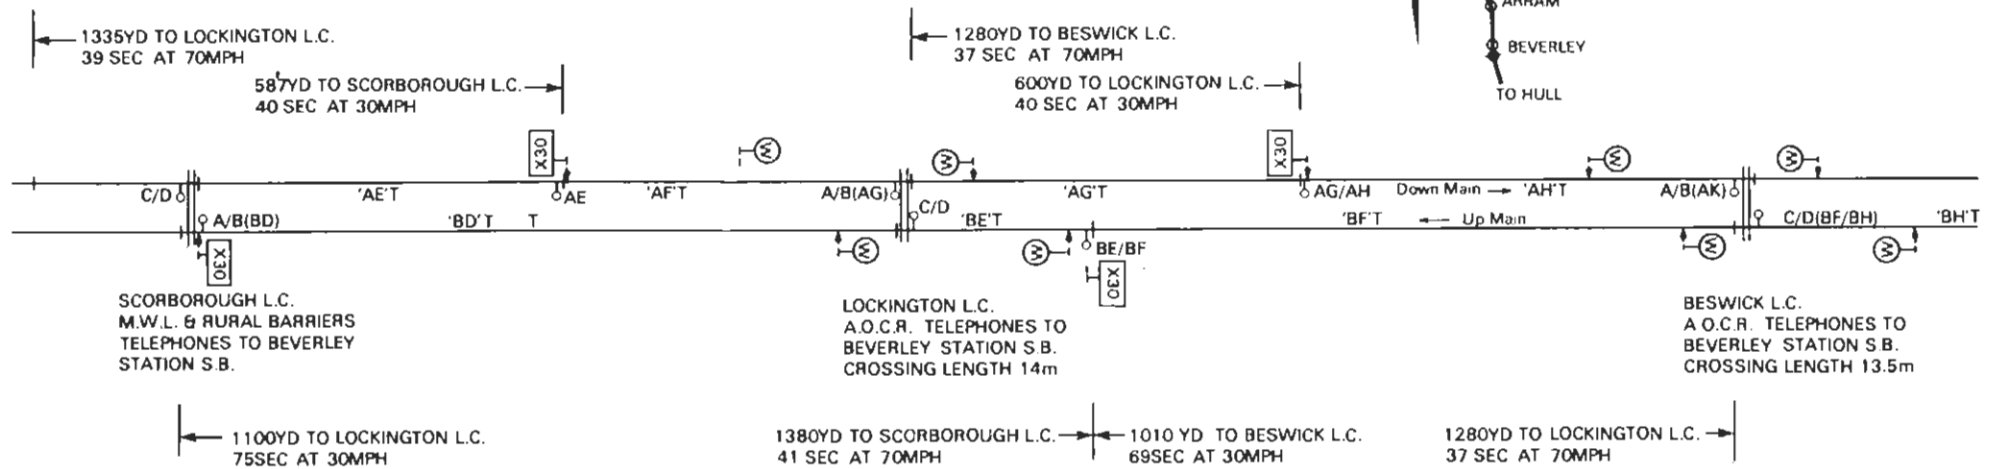 1335YD TO LOCKINGTON L.C.
39 SEC AT 70MPH
587YD TO SCORBOROUGH L.C.
40 SEC AT 30MPH
1280YD TO BESWICK L.C.
37 SEC AT 70MPH
600YD TO LOCKINGTON L.C.
40 SEC AT 30MPH
ARRAM
BEVERLEY
TO HULL
X30
W
W
X30
W
W
C/D
'AE'T
AE
'AF'T
A/B(AG)
'AG'T
AG/AH
Down Main
'AH'T
A/B(AK)
A/B(BD)
'BD'T
T
C/D
'BE'T
'BF'T
Up Main
C/D(BF/BH)
'BH'T
X30
W
W
BE/BF
X30
W
W
SCORBOROUGH L.C.
M.W.L. & RURAL BARRIERS
TELEPHONES TO BEVERLEY
STATION S.B.
LOCKINGTON L.C.
A.O.C.R. TELEPHONES TO
BEVERLEY STATION S.B.
CROSSING LENGTH 14m
BESWICK L.C.
A O.C.R. TELEPHONES TO
BEVERLEY STATION S.B.
CROSSING LENGTH 13.5m
1100YD TO LOCKINGTON L.C.
75SEC AT 30MPH
1380YD TO SCORBOROUGH L.C.
41 SEC AT 70MPH
1010 YD TO BESWICK L.C.
69SEC AT 30MPH
1280YD TO LOCKINGTON L.C.
37 SEC AT 70MPH